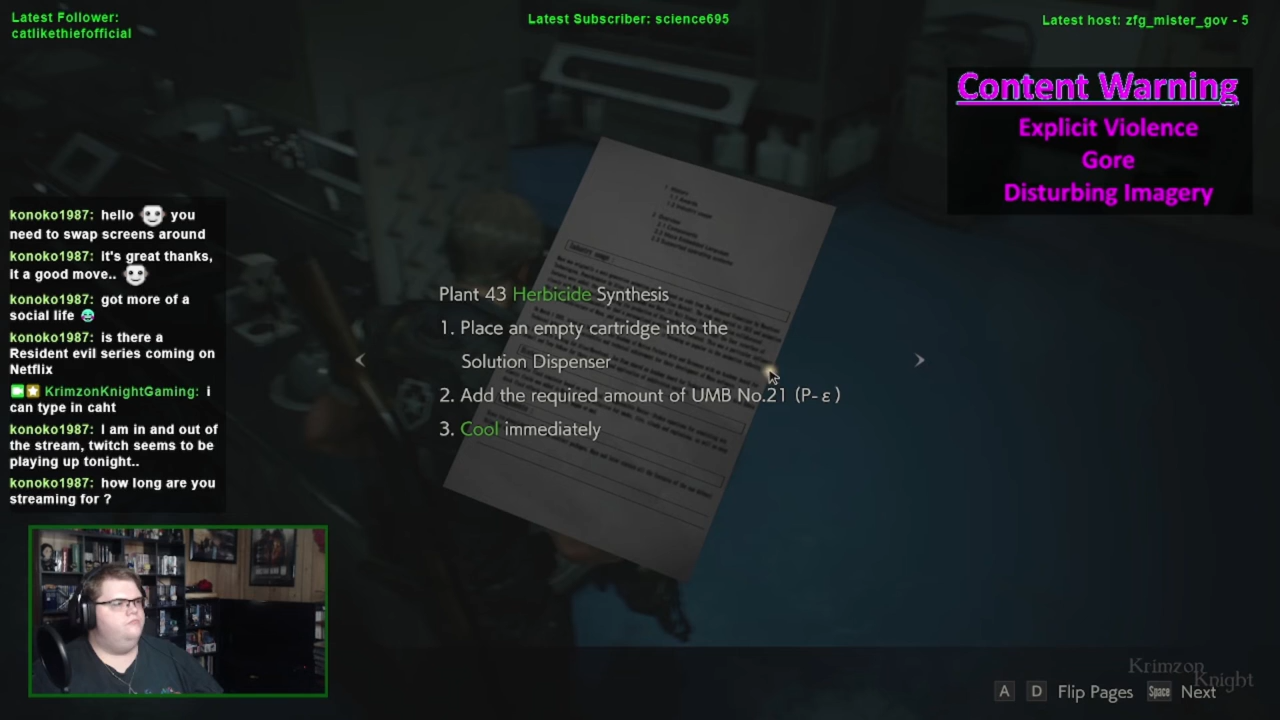 Latest Follower:
catlikethiefofficial
Latest Subscriber: science695
Latest host: zfg_mister_gov - 5
Content Warning
Explicit Violence
Gore
Disturbing Imagery
konoko1987: hello you
need to swap screens around
konoko1987: it's great thanks,
it a good move..
konoko1987: got more of a
social life
konoko1987: is there a
Resident evil series coming on
Netflix
KrimzonKnightGaming: i
can type in caht
konoko1987: I am in and out of
the stream, twitch seems to be
playing up tonight..
konoko1987: how long are you
streaming for ?
Plant 43 Herbicide Synthesis
1. Place an empty cartridge into the
Solution Dispenser
2. Add the required amount of UMB No.21 (P-ε)
3. Cool immediately
Krimzon
Knight
A D Flip Pages Space Next